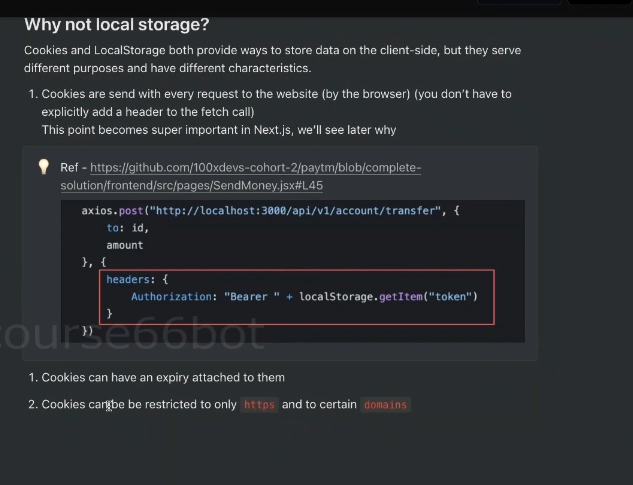 Why not local storage?
Cookies and LocalStorage both provide ways to store data on the client-side, but they serve
different purposes and have different characteristics.
1. Cookies are send with every request to the website (by the browser) (you don't have to
explicitly add a header to the fetch call)
This point becomes super important in Next.js, we'll see later why
Ref - https://github.com/100xdevs-cohort-2/paytm/blob/complete-
solution/frontend/src/pages/SendMoney.jsx#L45
axios.post("http://localhost:3000/api/v1/account/transfer", {
to: id,
amount
}, {
headers: {
Authorization: "Bearer " + localStorage.getItem("token")
}
})
course66bot
1. Cookies can have an expiry attached to them
2. Cookies can be be restricted to only https and to certain domains